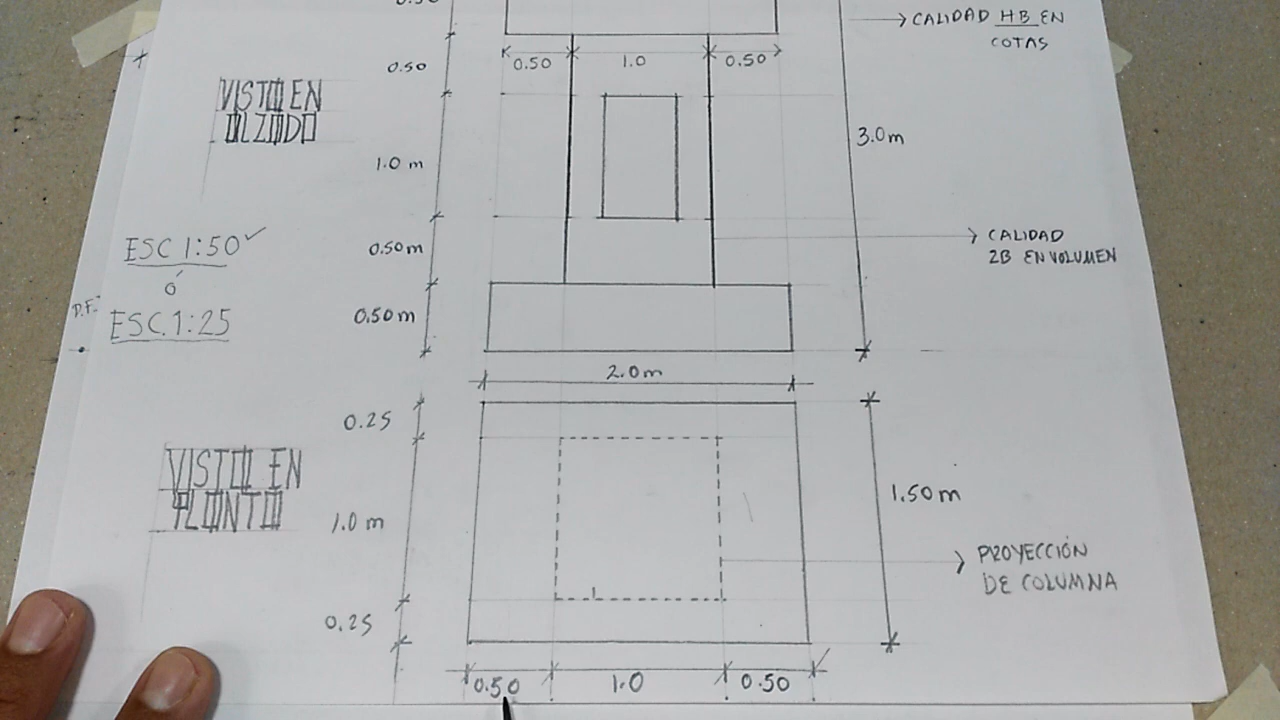 CALIDAD HB EN
COTAS
0.50 1.0 0.50
0.50
VISTA EN
ALZADO
3.0m
1.0 m
CALIDAD
2B EN VOLUMEN
0.50m
ESC 1:50
ó
P.F.
ESC. 1:25
0.50m
2.0m
0.25
VISTA EN
PLANTA
1.50m
1.0 m
PROYECCIÓN
DE COLUMNA
0.25
0.50 1.0 0.50